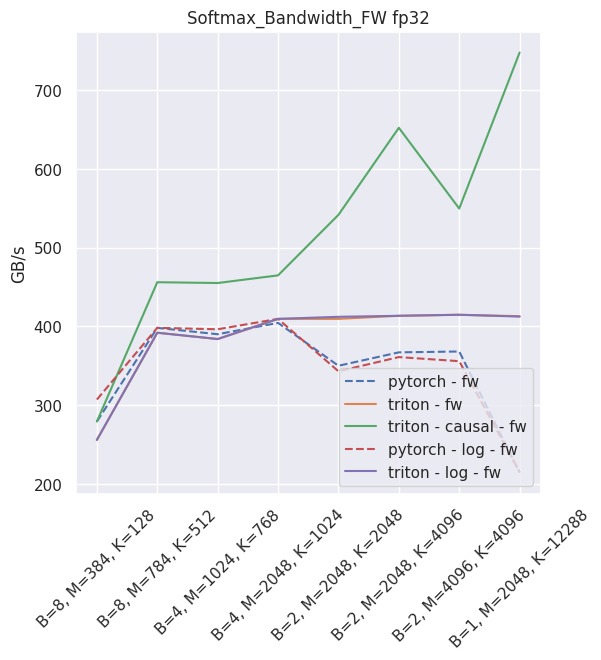 Softmax_Bandwidth_FW fp32
GB/s
700
600
500
400
300
200
pytorch - fw
triton - fw
triton - causal - fw
pytorch - log - fw
triton - log - fw
B=8, M=384, K=128
B=8, M=784, K=512
B=4, M=1024, K=768
B=4, M=2048, K=1024
B=2, M=2048, K=2048
B=2, M=2048, K=4096
B=2, M=4096, K=4096
B=1, M=2048, K=12288